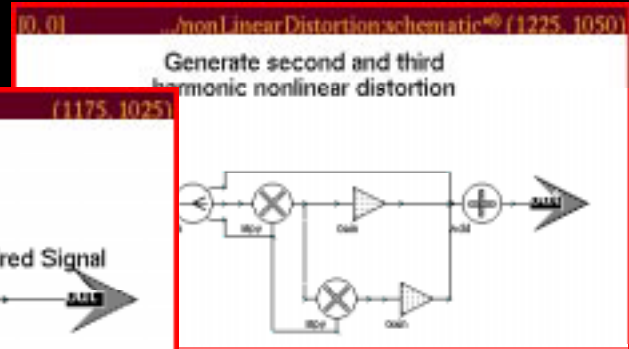 [0, 0] .../nonLinearDistortion:schematic (1225, 1050)
Generate second and third
harmonic nonlinear distortion
(1175, 1025)
red Signal
Mpy
Gain
Add
Mpy
Gain